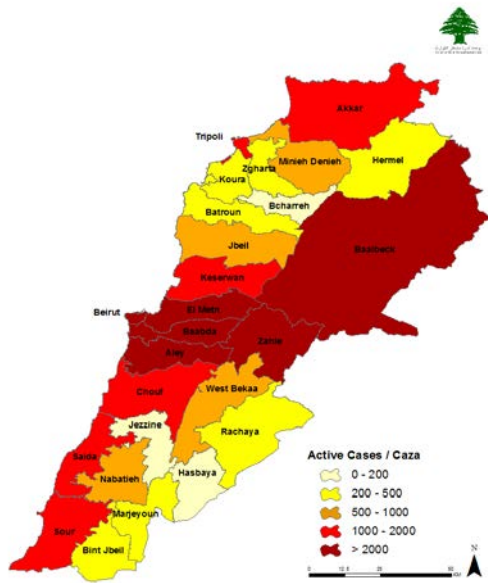 Akkar
Tripoli
Minieh Denieh
Hermel
Zgharta
Koura
Bcharreh
Batroun
Jbeil
Baalbeck
Keserwan
El Metn
Beirut
Baabda
Zahle
Aley
Chouf
West Bekaa
Jezzine
Rachaya
Saida
Hasbaya
Nabatieh
Marjeyoun
Sour
Bint Jbeil
Active Cases / Caza
0 - 200
200 - 500
500 - 1000
1000 - 2000
> 2000
N